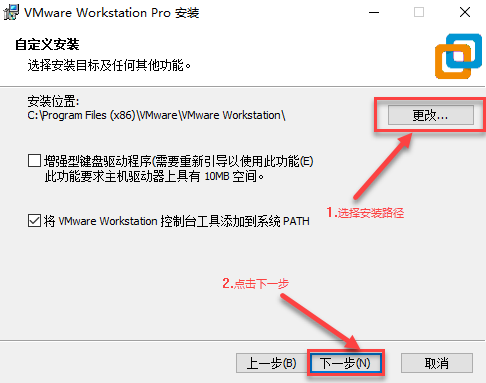 VMware Workstation Pro 安装
自定义安装
选择安装目标及任何其他功能。
安装位置:
C:\Program Files (x86)\VMware\VMware Workstation\
更改...
增强型键盘驱动程序(需要重新引导以使用此功能(E)
此功能要求主机驱动器上具有 10MB 空间。
将 VMware Workstation 控制台工具添加到系统 PATH
1.选择安装路径
2.点击下一步
上一步(B)
下一步(N)
取消